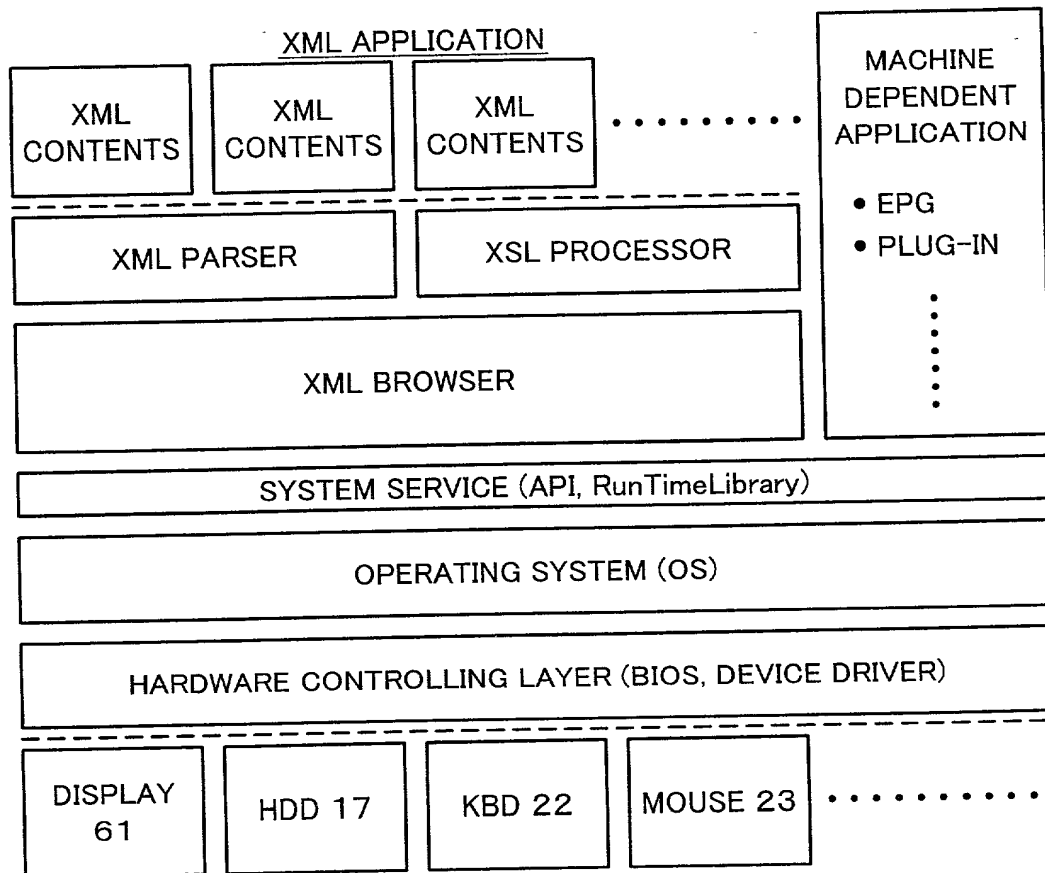 XML APPLICATION
XML
CONTENTS
XML
CONTENTS
XML
CONTENTS
MACHINE
DEPENDENT
APPLICATION
• EPG
• PLUG-IN
XML PARSER
XSL PROCESSOR
XML BROWSER
SYSTEM SERVICE (API, RunTimeLibrary)
OPERATING SYSTEM (OS)
HARDWARE CONTROLLING LAYER (BIOS, DEVICE DRIVER)
DISPLAY
61
HDD 17
KBD 22
MOUSE 23